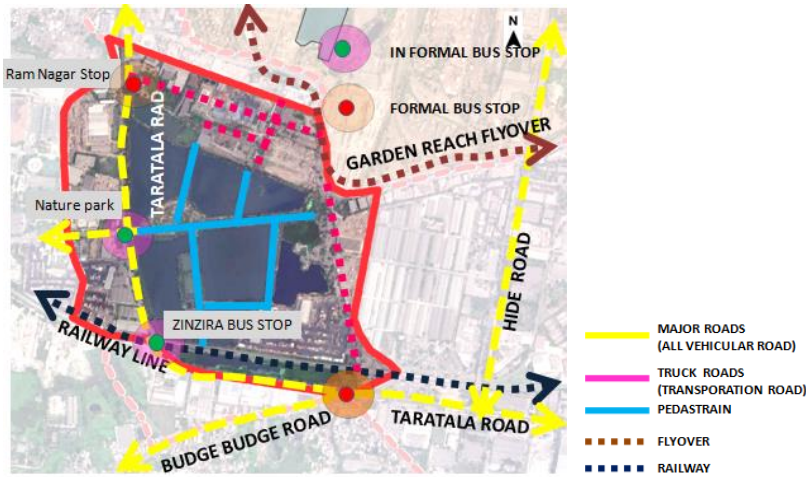 N
IN FORMAL BUS STOP
Ram Nagar Stop
FORMAL BUS STOP
TARATALA RAD
GARDEN REACH FLYOVER
Nature park
HIDE ROAD
ZINZIRA BUS STOP
RAILWAY LINE
TARATALA ROAD
BUDGE BUDGE ROAD
MAJOR ROADS
(ALL VEHICULAR ROAD)
TRUCK ROADS
(TRANSPORATION ROAD)
PEDASTRAIN
FLYOVER
RAILWAY